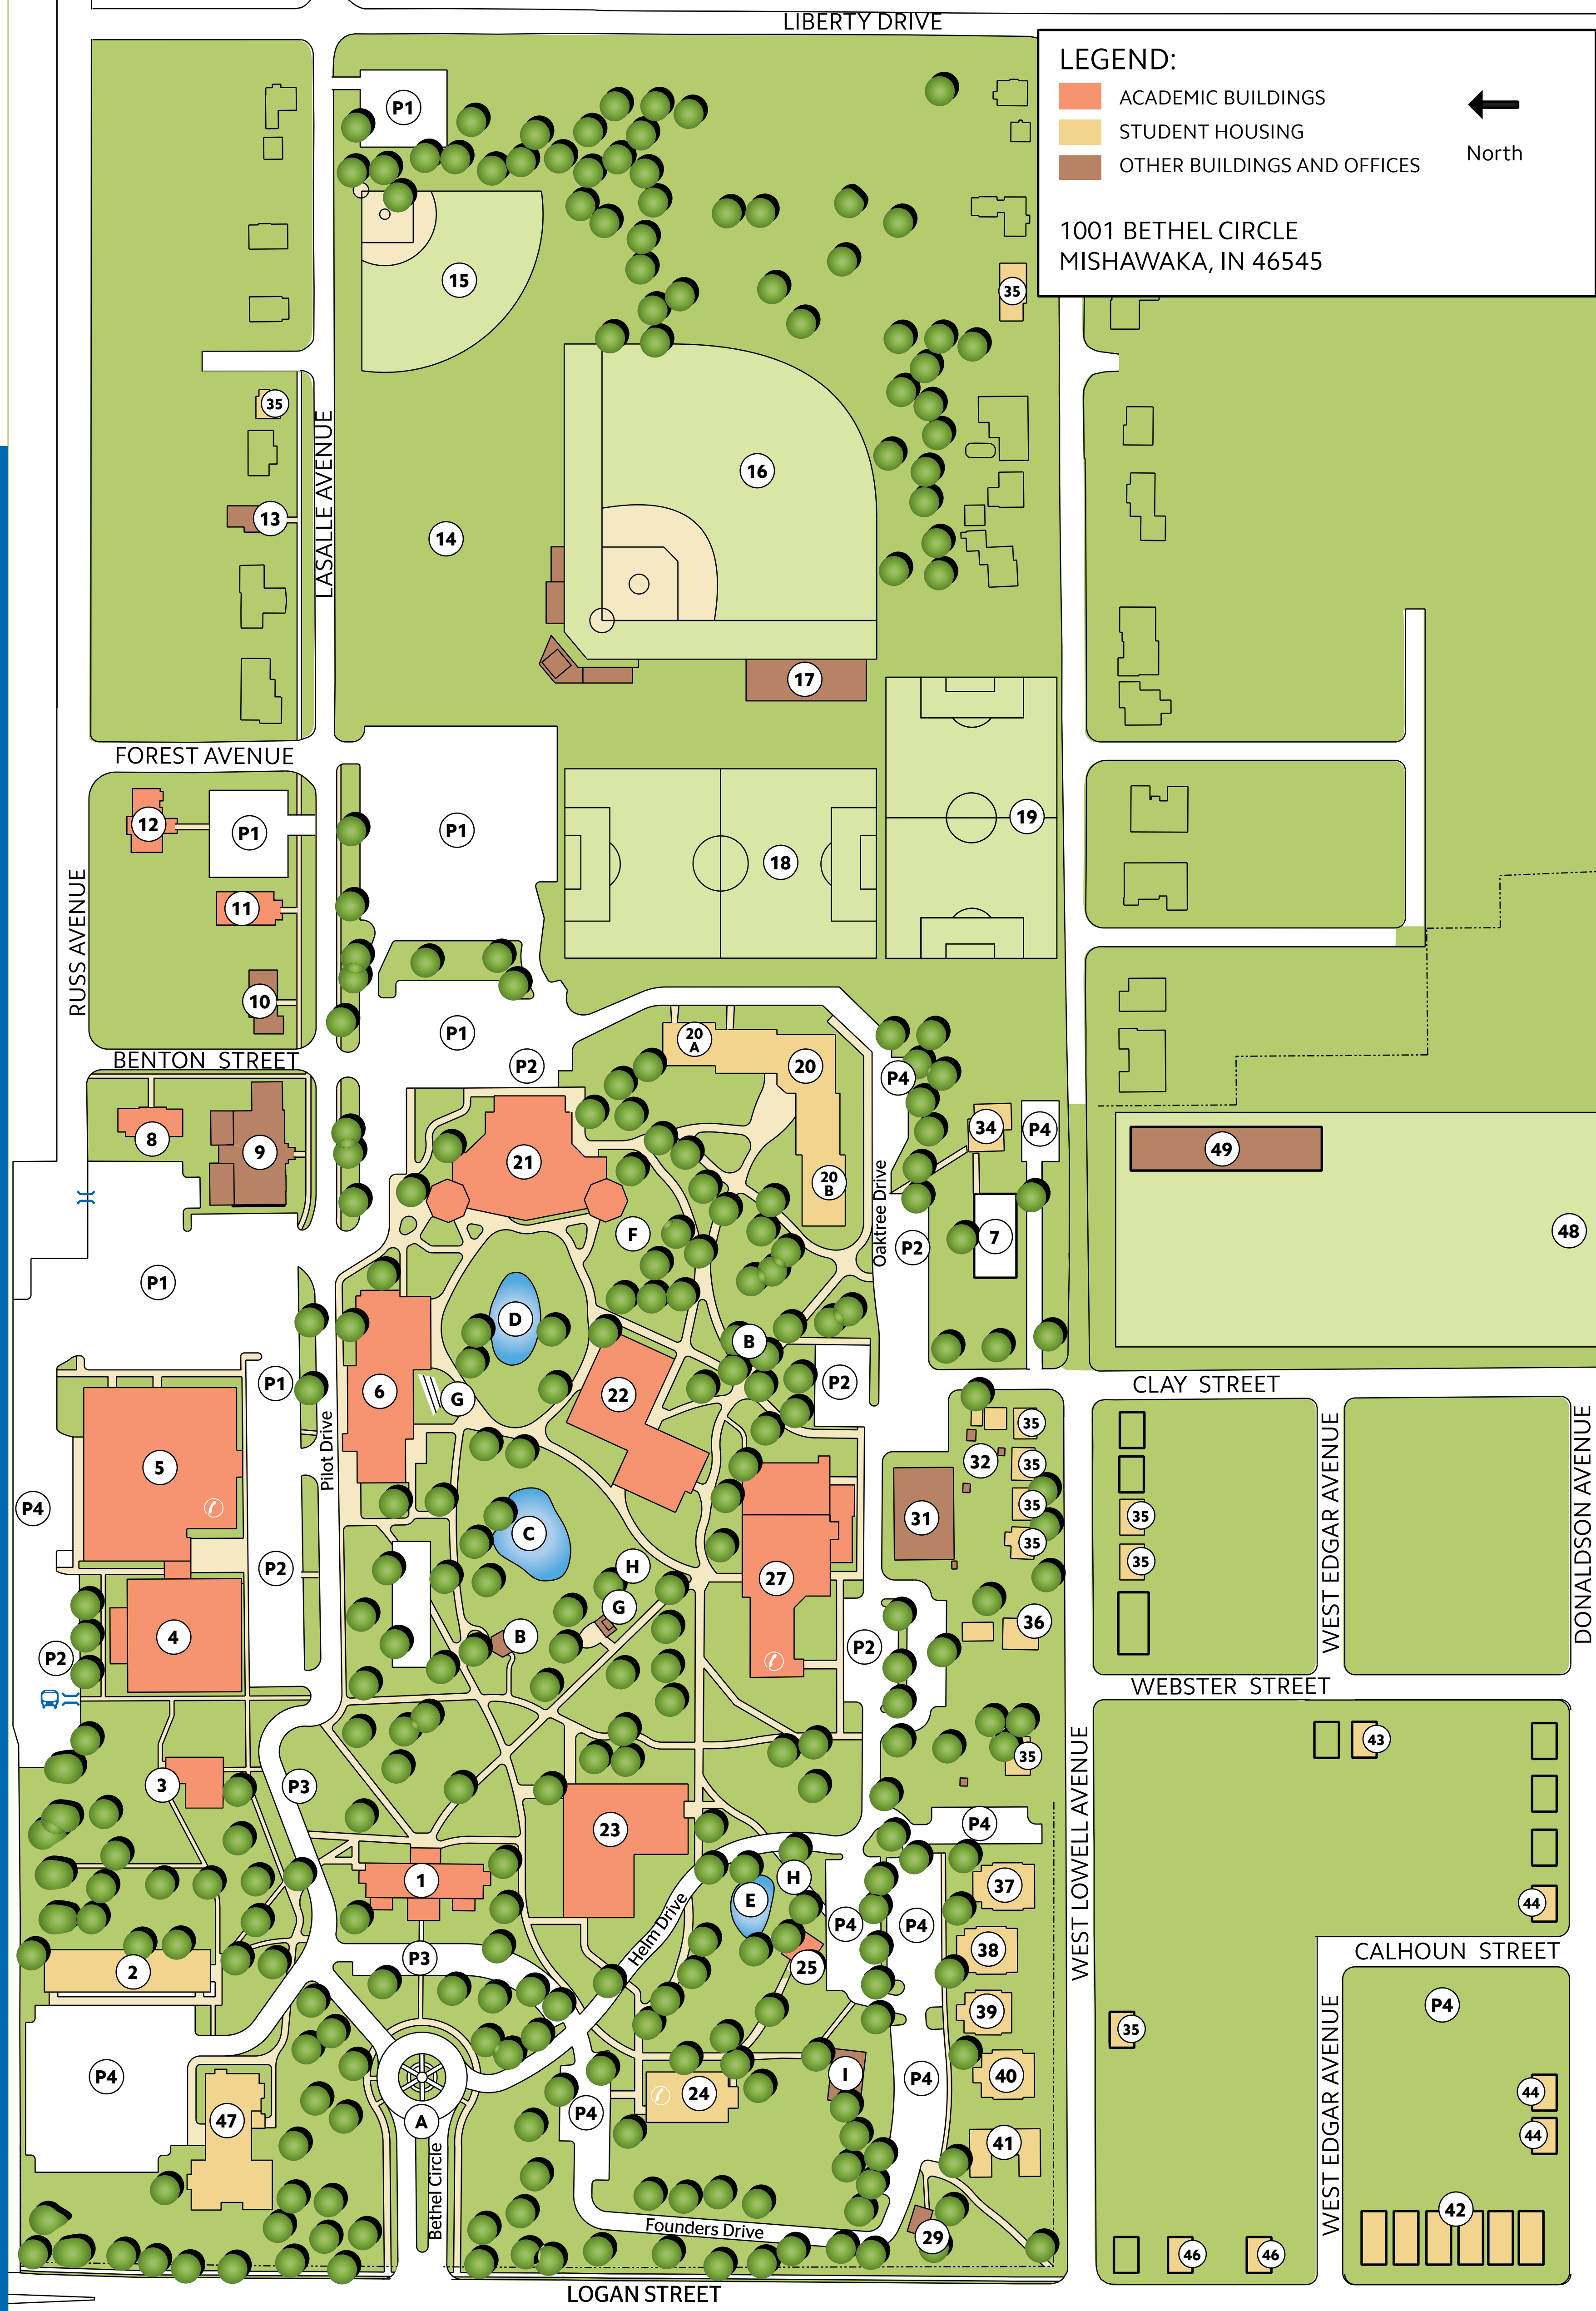 LIBERTY DRIVE
LEGEND:
ACADEMIC BUILDINGS
STUDENT HOUSING
OTHER BUILDINGS AND OFFICES
North
1001 BETHEL CIRCLE
MISHAWAKA, IN 46545
P1
15
35
35
LASALLE AVENUE
16
13
14
17
FOREST AVENUE
12
P1
P1
19
18
RUSS AVENUE
11
10
P1
20
A
20
BENTON STREET
P2
P4
34
P4
8
9
21
49
20
B
Oaktree Drive
F
P2
7
48
P1
D
B
6
22
P2
P1
G
CLAY STREET
Pilot Drive
35
WEST EDGAR AVENUE
DONALDSON AVENUE
5
32
35
P4
35
35
31
C
35
35
P2
H
27
G
36
4
B
P2
P2
WEBSTER STREET
43
35
WEST LOWELL AVENUE
3
P3
23
P4
1
H
37
E
44
Helm Drive
P4
P4
38
CALHOUN STREET
P3
2
25
P4
39
35
WEST EDGAR AVENUE
P4
I
40
P4
24
44
P4
47
A
44
41
Bethel Circle
42
Founders Drive
29
46
46
LOGAN STREET